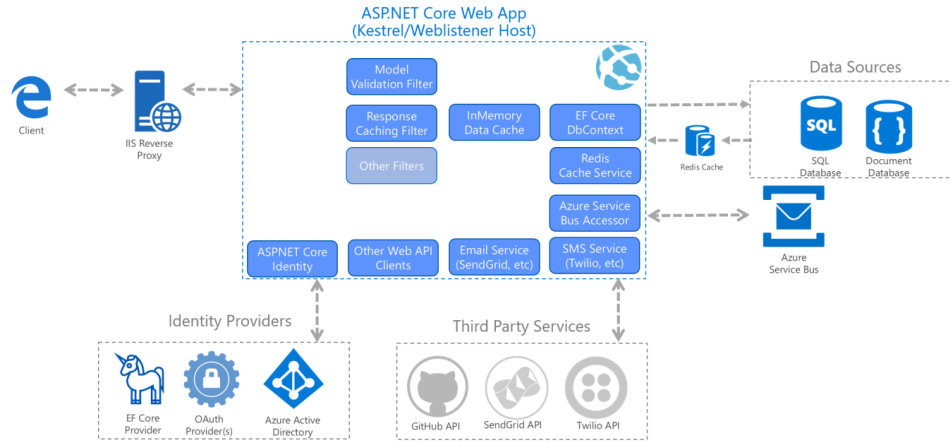 ASP.NET Core Web App
(Kestrel/Weblistener Host)
Model
Validation Filter
Response
Caching Filter
Other Filters
InMemory
Data Cache
EF Core
DbContext
Redis
Cache Service
Azure Service
Bus Accessor
ASP.NET Core
Identity
Other Web API
Clients
Email Service
(SendGrid, etc)
SMS Service
(Twilio, etc)
Client
IIS Reverse
Proxy
Data Sources
SQL
SQL
Database
{ }
Document
Database
Redis Cache
Azure
Service Bus
Identity Providers
EF Core
Provider
OAuth
Provider(s)
Azure Active
Directory
Third Party Services
GitHub API
SendGrid API
Twilio API